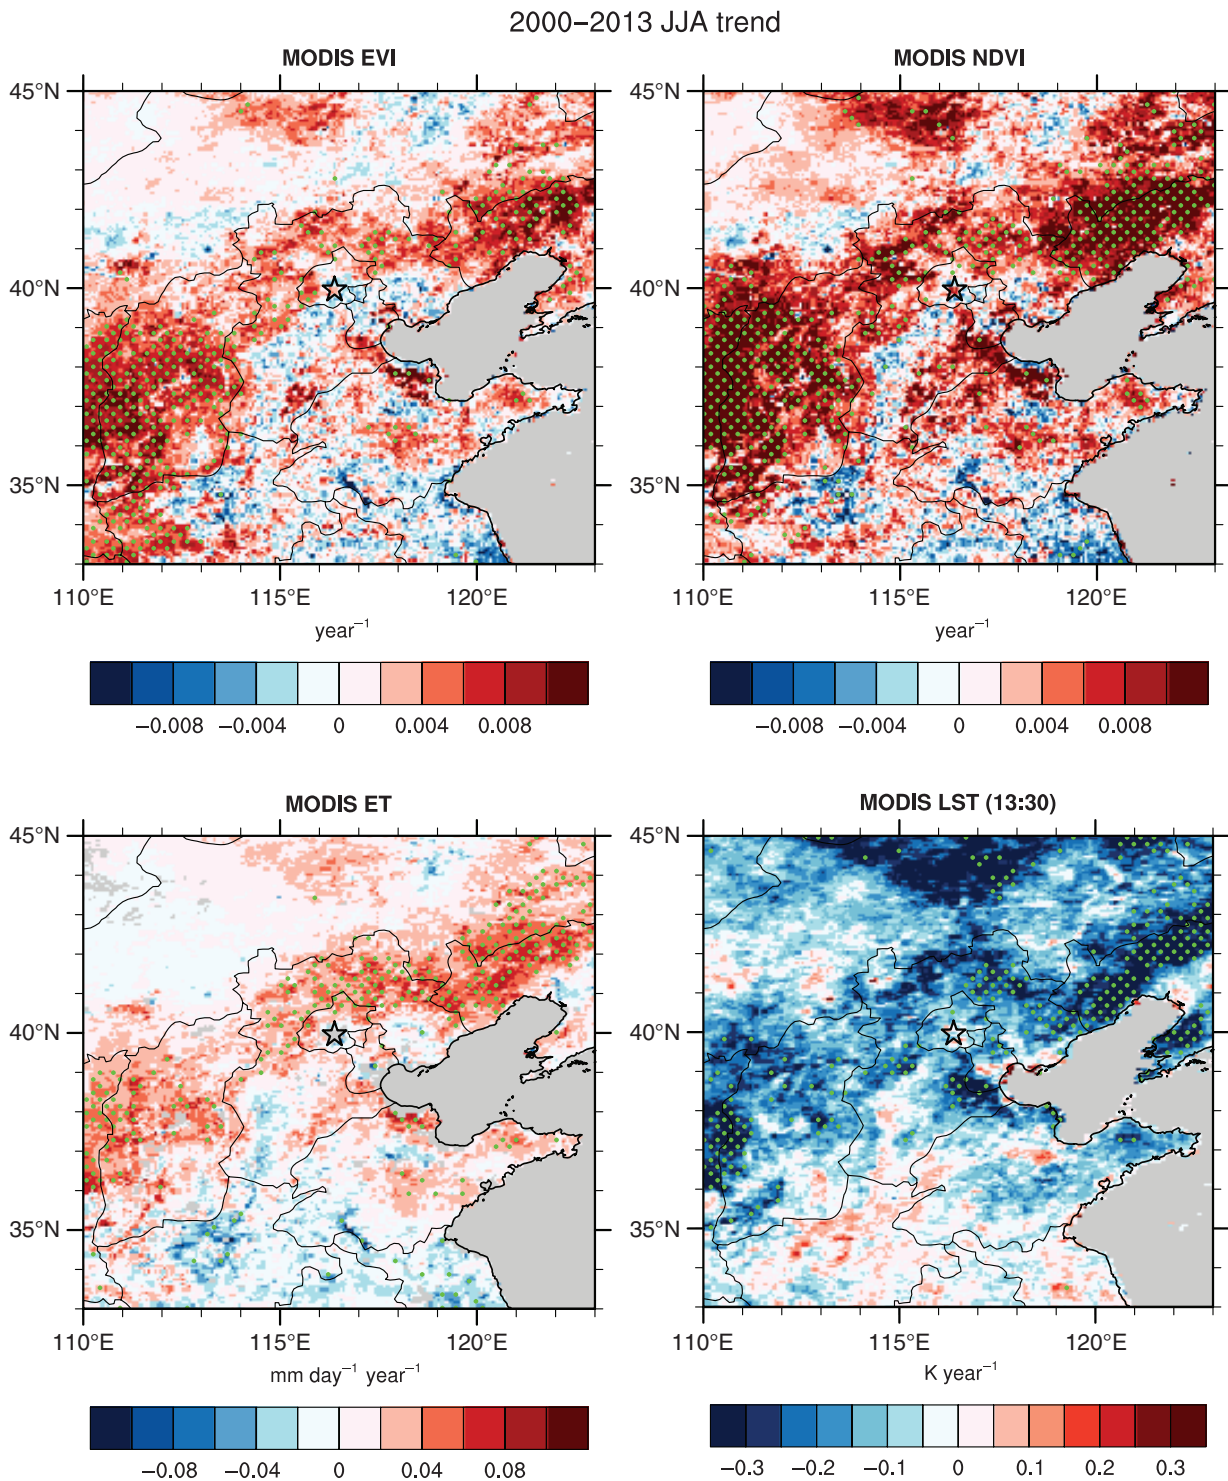 2000–2013 JJA trend
MODIS EVI
MODIS NDVI
45°N
40°N
35°N
110°E 115°E 120°E
year⁻¹
−0.008 −0.004 0 0.004 0.008
45°N
40°N
35°N
110°E 115°E 120°E
year⁻¹
−0.008 −0.004 0 0.004 0.008
MODIS ET
MODIS LST (13:30)
45°N
40°N
35°N
110°E 115°E 120°E
mm day⁻¹ year⁻¹
−0.08 −0.04 0 0.04 0.08
45°N
40°N
35°N
110°E 115°E 120°E
K year⁻¹
−0.3 −0.2 −0.1 0 0.1 0.2 0.3